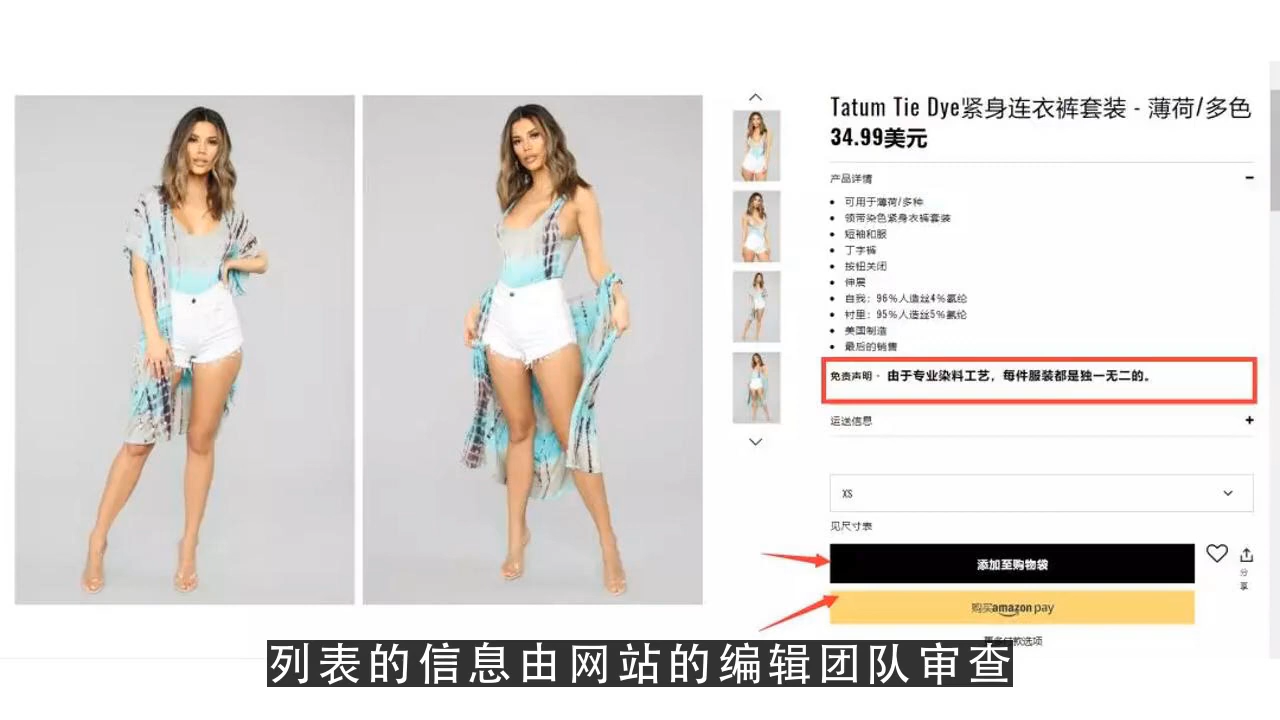 Tatum Tie Dye紧身连衣裤套装 - 薄荷/多色
34.99美元
产品详情
可用于薄荷/多种
领带染色紧身衣裤套装
短袖和服
丁字裤
按钮关闭
伸展
自我：96%人造丝4%氨纶
衬里：95%人造丝5%氨纶
美国制造
最后的销售
免责声明 - 由于专业染料工艺，每件服装都是独一无二的。
运送信息
XS
见尺寸表
添加至购物袋
分享
购买amazon pay
更多付款选项
列表的信息由网站的编辑团队审查